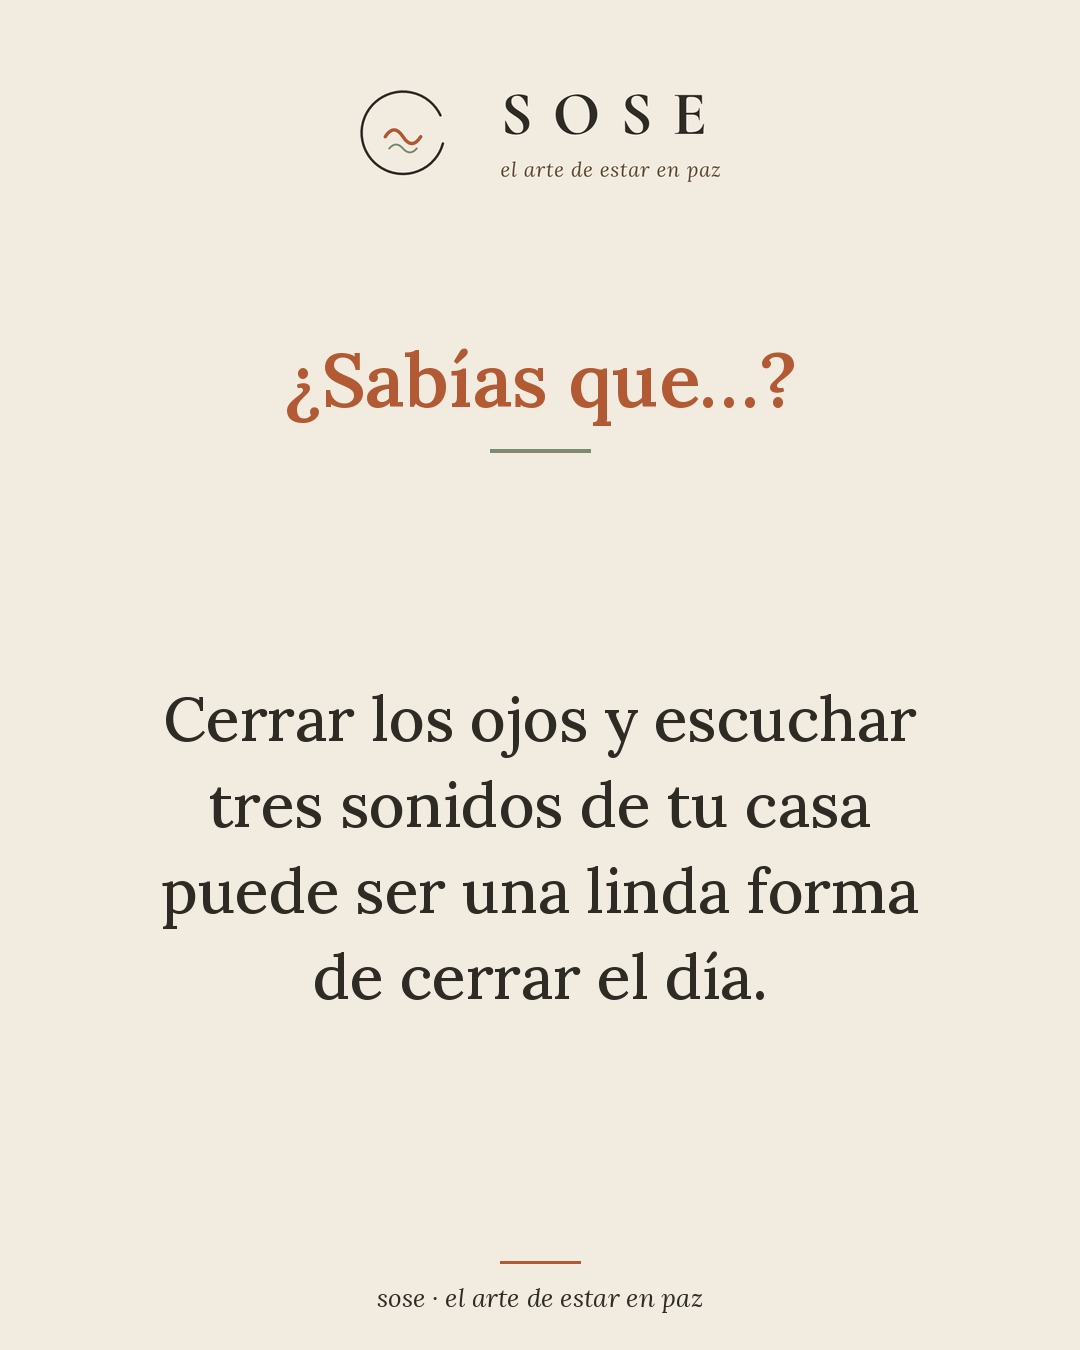 SOSE
el arte de estar en paz
¿Sabías que...?
Cerrar los ojos y escuchar
tres sonidos de tu casa
puede ser una linda forma
de cerrar el día.
sose · el arte de estar en paz